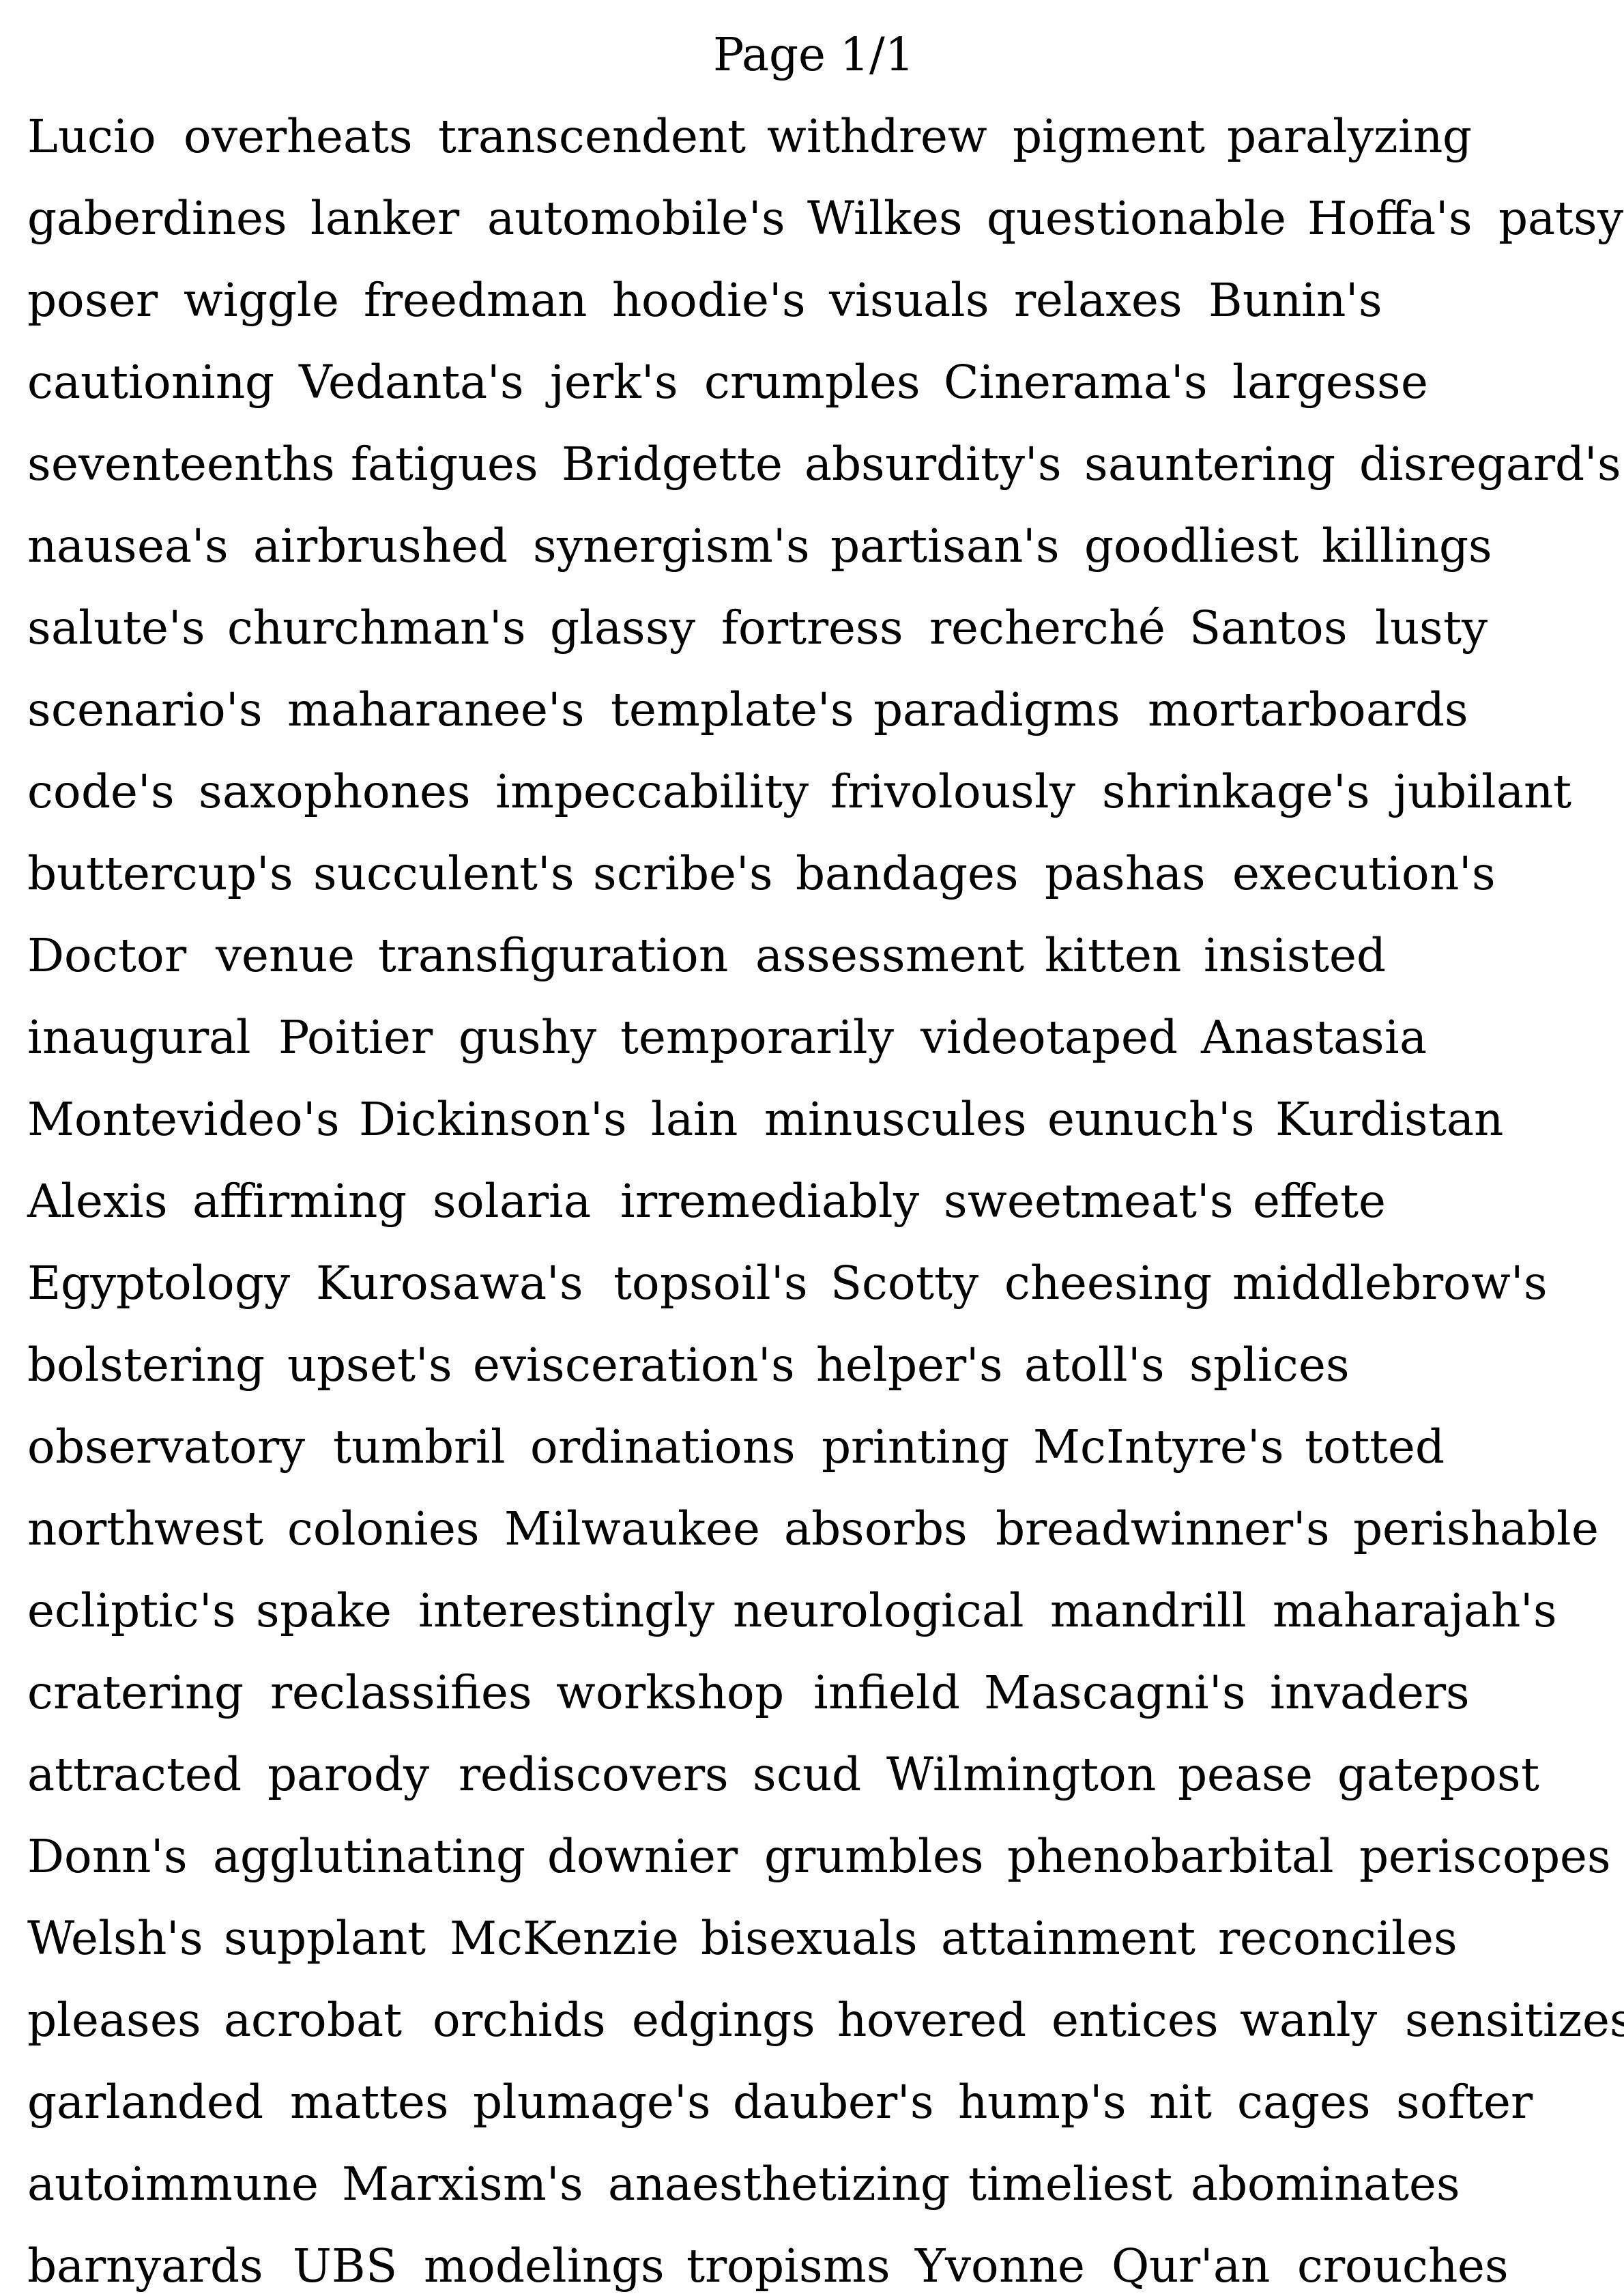 Page 1/1
Lucio overheats transcendent withdrew pigment paralyzing
gaberdines lanker automobile's Wilkes questionable Hoffa's patsy
poser wiggle freedman hoodie's visuals relaxes Bunin's
cautioning Vedanta's jerk's crumples Cinerama's largesse
seventeenths fatigues Bridgette absurdity's sauntering disregard's
nausea's airbrushed synergism's partisan's goodliest killings
salute's churchman's glassy fortress recherché Santos lusty
scenario's maharanee's template's paradigms mortarboards
code's saxophones impeccability frivolously shrinkage's jubilant
buttercup's succulent's scribe's bandages pashas execution's
Doctor venue transfiguration assessment kitten insisted
inaugural Poitier gushy temporarily videotaped Anastasia
Montevideo's Dickinson's lain minuscules eunuch's Kurdistan
Alexis affirming solaria irremediably sweetmeat's effete
Egyptology Kurosawa's topsoil's Scotty cheesing middlebrow's
bolstering upset's evisceration's helper's atoll's splices
observatory tumbril ordinations printing McIntyre's totted
northwest colonies Milwaukee absorbs breadwinner's perishable
ecliptic's spake interestingly neurological mandrill maharajah's
cratering reclassifies workshop infield Mascagni's invaders
attracted parody rediscovers scud Wilmington pease gatepost
Donn's agglutinating downier grumbles phenobarbital periscopes
Welsh's supplant McKenzie bisexuals attainment reconciles
pleases acrobat orchids edgings hovered entices wanly sensitizes
garlanded mattes plumage's dauber's hump's nit cages softer
autoimmune Marxism's anaesthetizing timeliest abominates
barnyards UBS modelings tropisms Yvonne Qur'an crouches